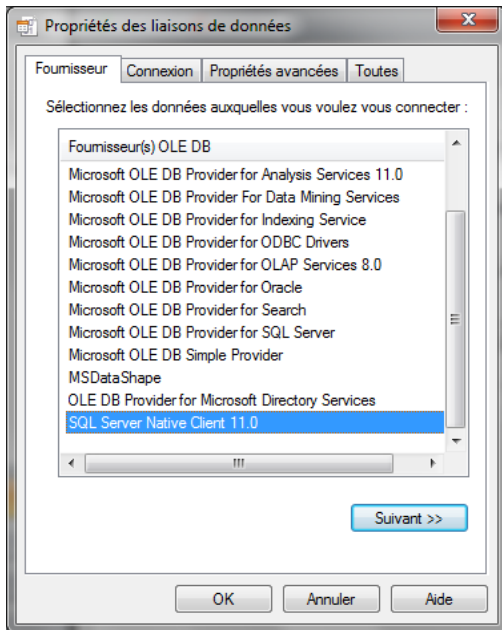 Propriétés des liaisons de données
Fournisseur Connexion Propriétés avancées Toutes
Sélectionnez les données auxquelles vous voulez vous connecter :
Fournisseur(s) OLE DB
Microsoft OLE DB Provider for Analysis Services 11.0
Microsoft OLE DB Provider For Data Mining Services
Microsoft OLE DB Provider for Indexing Service
Microsoft OLE DB Provider for ODBC Drivers
Microsoft OLE DB Provider for OLAP Services 8.0
Microsoft OLE DB Provider for Oracle
Microsoft OLE DB Provider for Search
Microsoft OLE DB Provider for SQL Server
Microsoft OLE DB Simple Provider
MSDataShape
OLE DB Provider for Microsoft Directory Services
SQL Server Native Client 11.0
Suivant >>
OK Annuler Aide